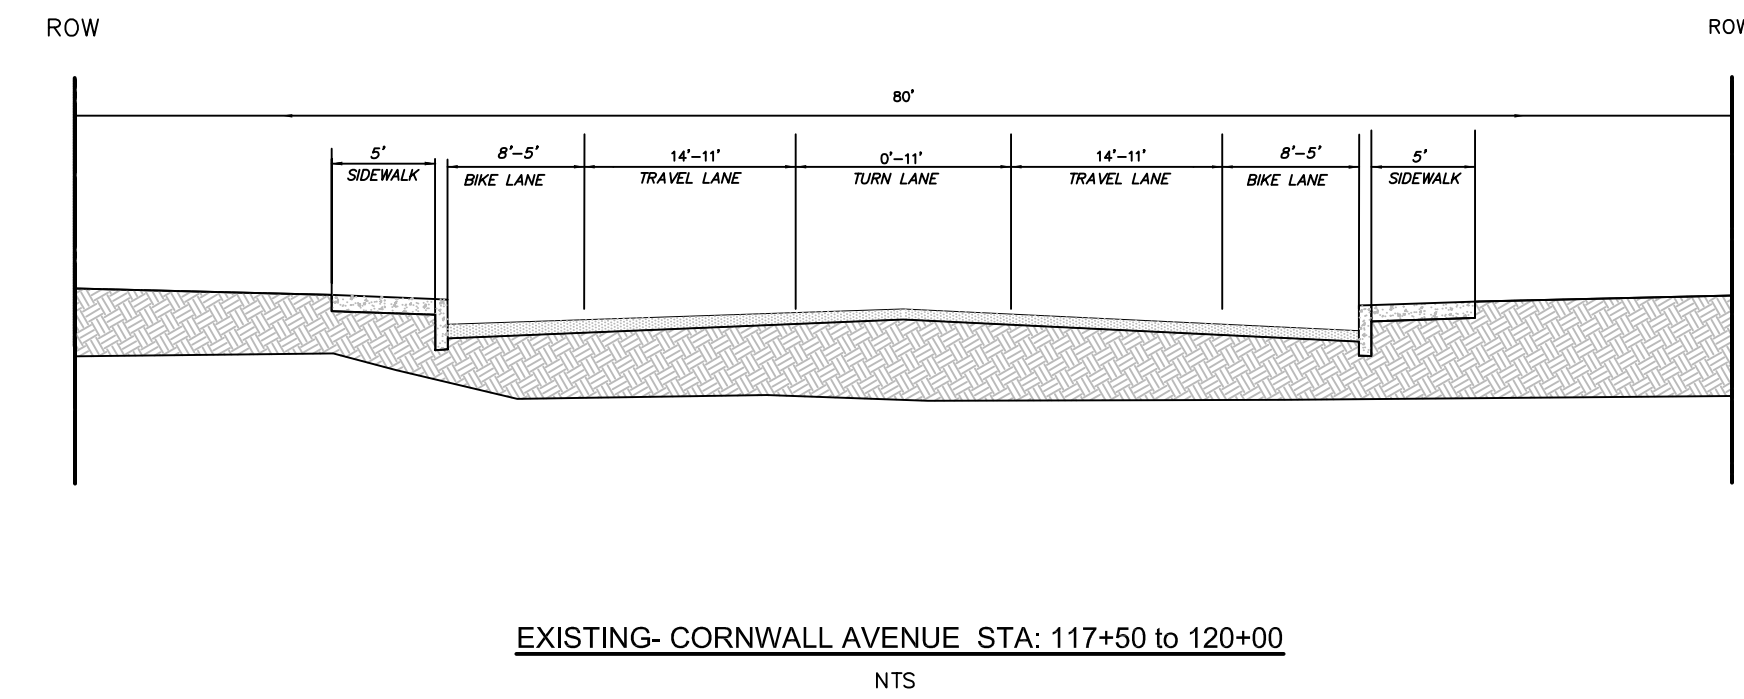 ROW
ROW
80'
5'
8'-5'
14'-11'
0'-11'
14'-11'
8'-5'
5'
SIDEWALK
BIKE LANE
TRAVEL LANE
TURN LANE
TRAVEL LANE
BIKE LANE
SIDEWALK
EXISTING- CORNWALL AVENUE STA: 117+50 to 120+00
NTS